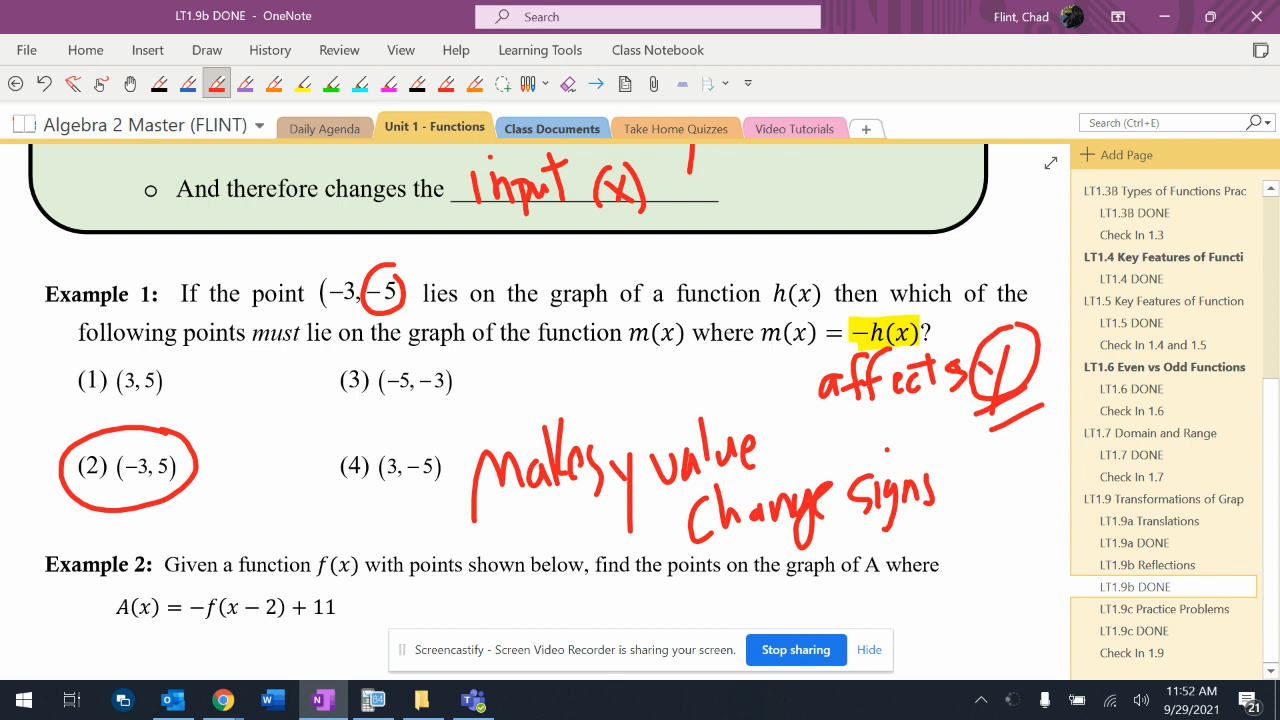 LT1.9b DONE - OneNote
Search
Flint, Chad
File Home Insert Draw History Review View Help Learning Tools Class Notebook
Algebra 2 Master (FLINT)
Daily Agenda
Unit 1 - Functions
Class Documents
Take Home Quizzes
Video Tutorials
+
Search (Ctrl+E)
o And therefore changes the input (x)
Example 1: If the point (−3, −5 lies on the graph of a function h(x) then which of the
following points must lie on the graph of the function m(x) where m(x) = −h(x)?
affects y
(1) (3, 5) (3) (−5, −3)
(2) (−3, 5) (4) (3, −5)
makes y value
change signs
Example 2: Given a function f(x) with points shown below, find the points on the graph of A where
A(x) = −f(x − 2) + 11
Screencastify - Screen Video Recorder is sharing your screen.
Stop sharing
Hide
Add Page
LT1.3B Types of Functions Prac
LT1.3B DONE
Check In 1.3
LT1.4 Key Features of Functi
LT1.4 DONE
LT1.5 Key Features of Function
LT1.5 DONE
Check In 1.4 and 1.5
LT1.6 Even vs Odd Functions
LT1.6 DONE
Check In 1.6
LT1.7 Domain and Range
LT1.7 DONE
Check In 1.7
LT1.9 Transformations of Grap
LT1.9a Translations
LT1.9a DONE
LT1.9b Reflections
LT1.9b DONE
LT1.9c Practice Problems
LT1.9c DONE
Check In 1.9
11:52 AM
9/29/2021
21